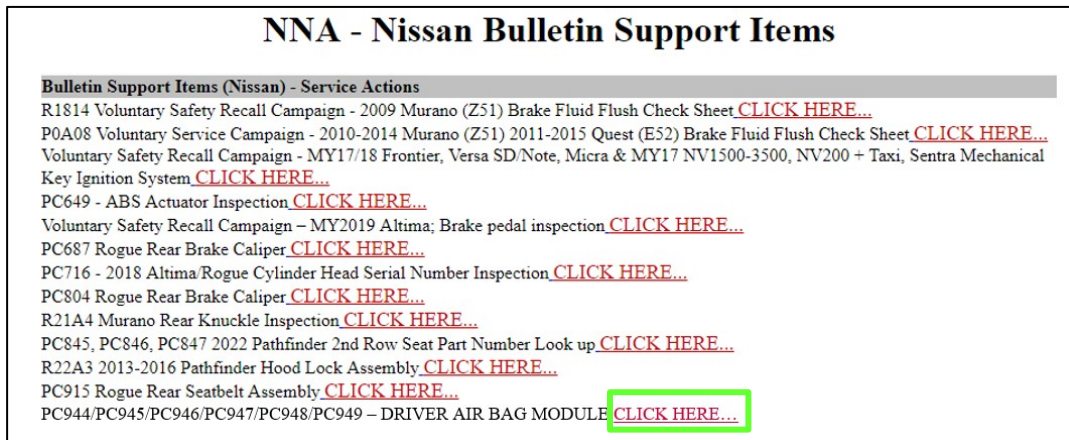 NNA - Nissan Bulletin Support Items
Bulletin Support Items (Nissan) - Service Actions
R1814 Voluntary Safety Recall Campaign - 2009 Murano (Z51) Brake Fluid Flush Check Sheet CLICK HERE...
P0A08 Voluntary Service Campaign - 2010-2014 Murano (Z51) 2011-2015 Quest (E52) Brake Fluid Flush Check Sheet CLICK HERE...
Voluntary Safety Recall Campaign - MY17/18 Frontier, Versa SD/Note, Micra & MY17 NV1500-3500, NV200 + Taxi, Sentra Mechanical
Key Ignition System CLICK HERE...
PC649 - ABS Actuator Inspection CLICK HERE...
Voluntary Safety Recall Campaign – MY2019 Altima; Brake pedal inspection CLICK HERE...
PC687 Rogue Rear Brake Caliper CLICK HERE...
PC716 - 2018 Altima/Rogue Cylinder Head Serial Number Inspection CLICK HERE...
PC804 Rogue Rear Brake Caliper CLICK HERE...
R21A4 Murano Rear Knuckle Inspection CLICK HERE...
PC845, PC846, PC847 2022 Pathfinder 2nd Row Seat Part Number Look up CLICK HERE...
R22A3 2013-2016 Pathfinder Hood Lock Assembly CLICK HERE...
PC915 Rogue Rear Seatbelt Assembly CLICK HERE...
PC944/PC945/PC946/PC947/PC948/PC949 – DRIVER AIR BAG MODULE CLICK HERE…